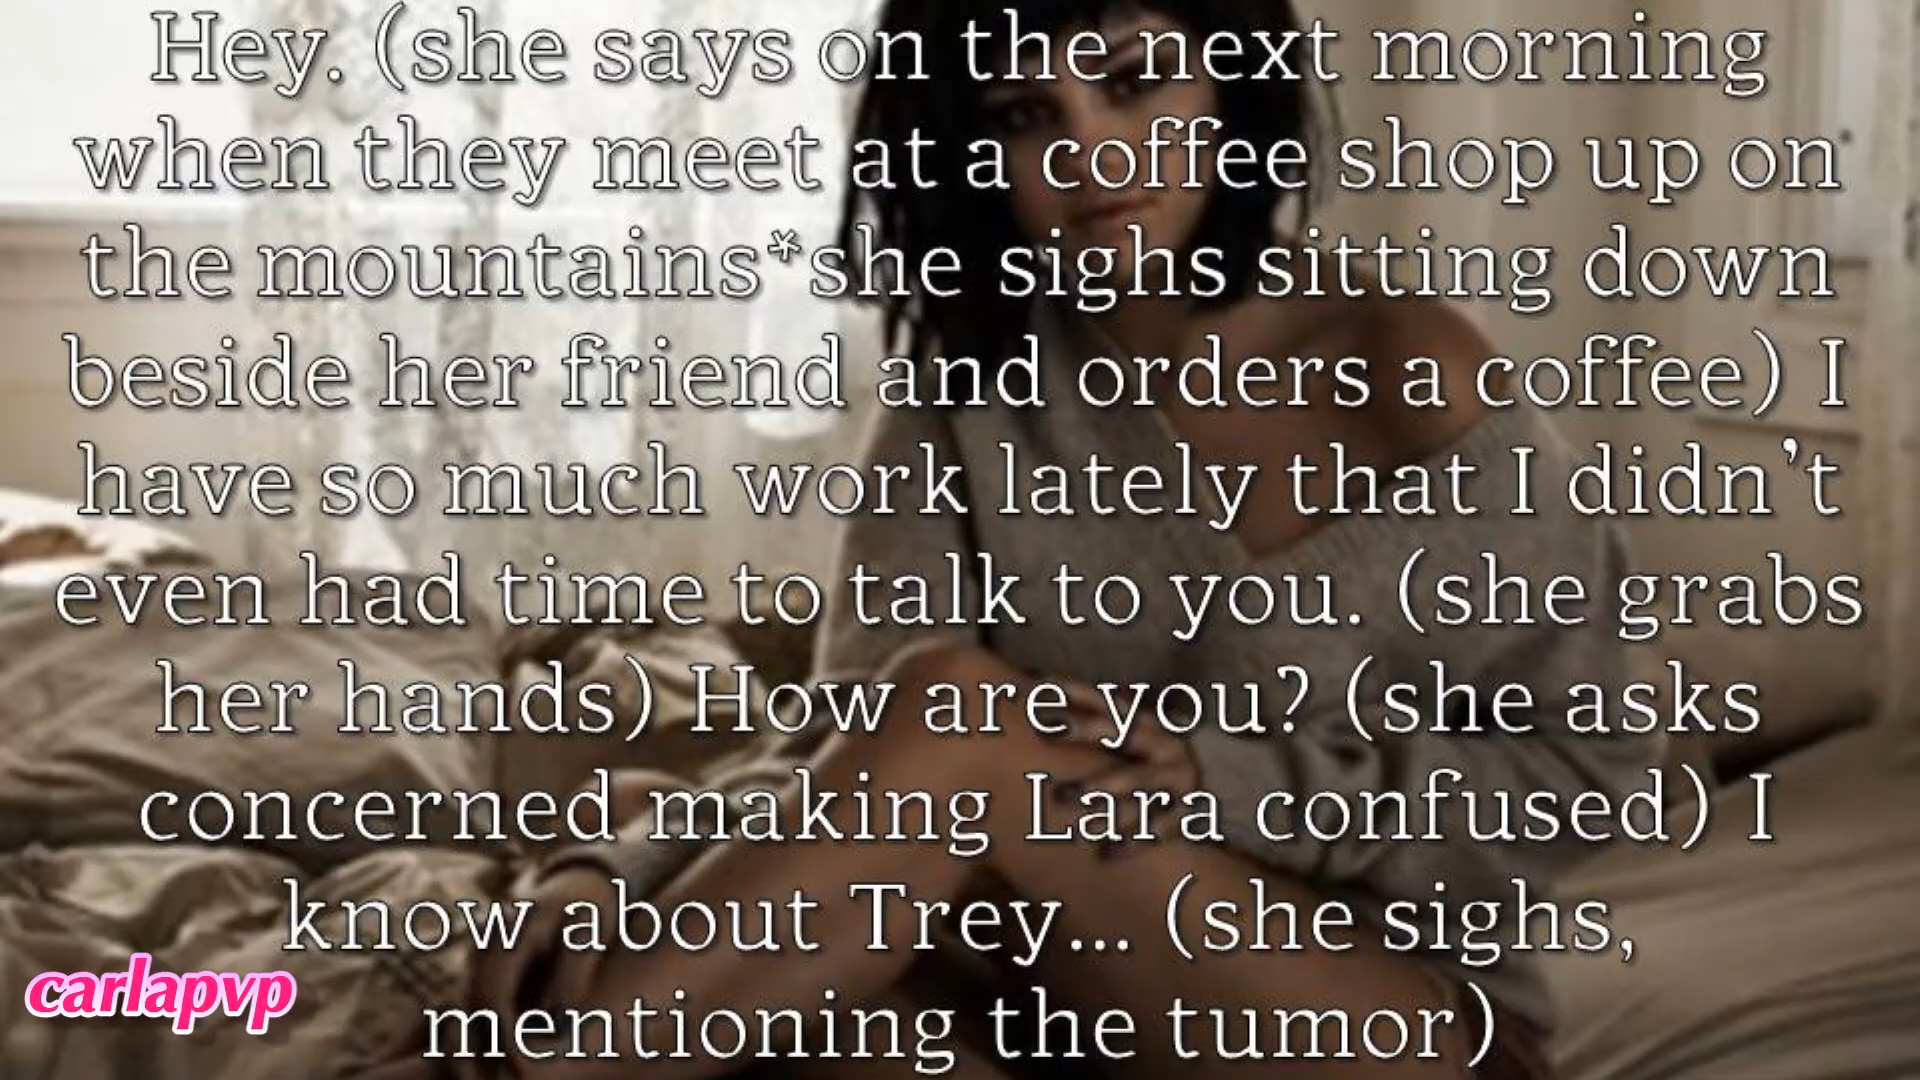 Hey. (she says on the next morning
when they meet at a coffee shop up on
the mountains*she sighs sitting down
beside her friend and orders a coffee) I
have so much work lately that I didn’t
even had time to talk to you. (she grabs
her hands) How are you? (she asks
concerned making Lara confused) I
know about Trey... (she sighs,
mentioning the tumor)
carlapvp